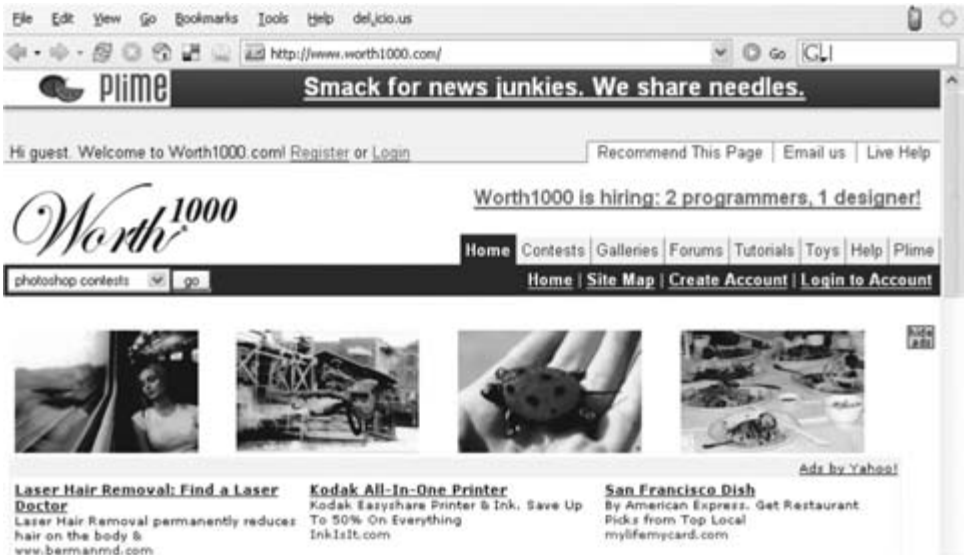 File Edit View Go Bookmarks Tools Help del.icio.us
http://www.worth1000.com/ Go
Plime Smack for news junkies. We share needles.
Hi guest. Welcome to Worth1000.com! Register or Login Recommend This Page | Email us | Live Help
Worth1000 Worth1000 is hiring: 2 programmers, 1 designer!
Home Contests Galleries Forums Tutorials Toys Help Plime
photoshop contests go Home | Site Map | Create Account | Login to Account
hide
ads
Ads by Yahoo!
Laser Hair Removal: Find a Laser
Doctor
Laser Hair Removal permanently reduces
hair on the body &
www.bermanmd.com
Kodak All-In-One Printer
Kodak Easyshare Printer & Ink. Save Up
To 50% On Everything
InkIsIt.com
San Francisco Dish
By American Express. Get Restaurant
Picks from Top Local
mylifemycard.com